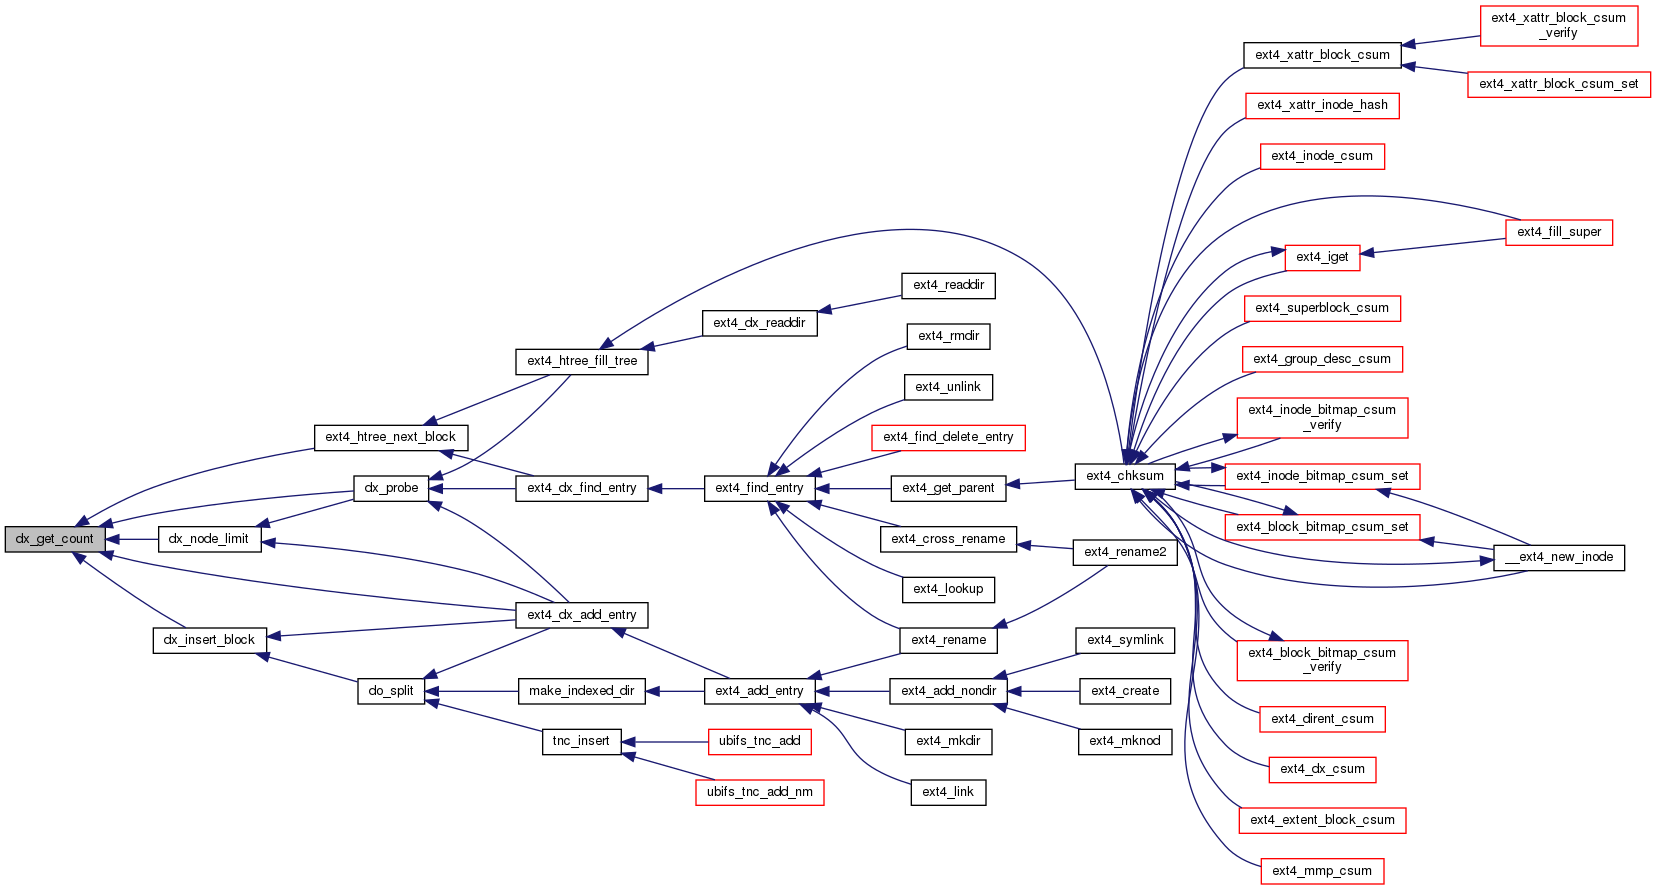 ext4_xattr_block_csum
_verify
ext4_xattr_block_csum
ext4_xattr_block_csum_set
ext4_xattr_inode_hash
ext4_inode_csum
ext4_fill_super
ext4_iget
ext4_readdir
ext4_superblock_csum
ext4_dx_readdir
ext4_rmdir
ext4_htree_fill_tree
ext4_group_desc_csum
ext4_unlink
ext4_inode_bitmap_csum
_verify
ext4_htree_next_block
ext4_find_delete_entry
ext4_chksum
ext4_inode_bitmap_csum_set
dx_probe
ext4_dx_find_entry
ext4_find_entry
ext4_get_parent
ext4_block_bitmap_csum_set
dx_get_count
dx_node_limit
ext4_cross_rename
ext4_rename2
__ext4_new_inode
ext4_lookup
ext4_dx_add_entry
dx_insert_block
ext4_rename
ext4_symlink
ext4_block_bitmap_csum
_verify
do_split
make_indexed_dir
ext4_add_entry
ext4_add_nondir
ext4_create
ext4_dirent_csum
tnc_insert
ubifs_tnc_add
ext4_mkdir
ext4_mknod
ext4_dx_csum
ubifs_tnc_add_nm
ext4_link
ext4_extent_block_csum
ext4_mmp_csum